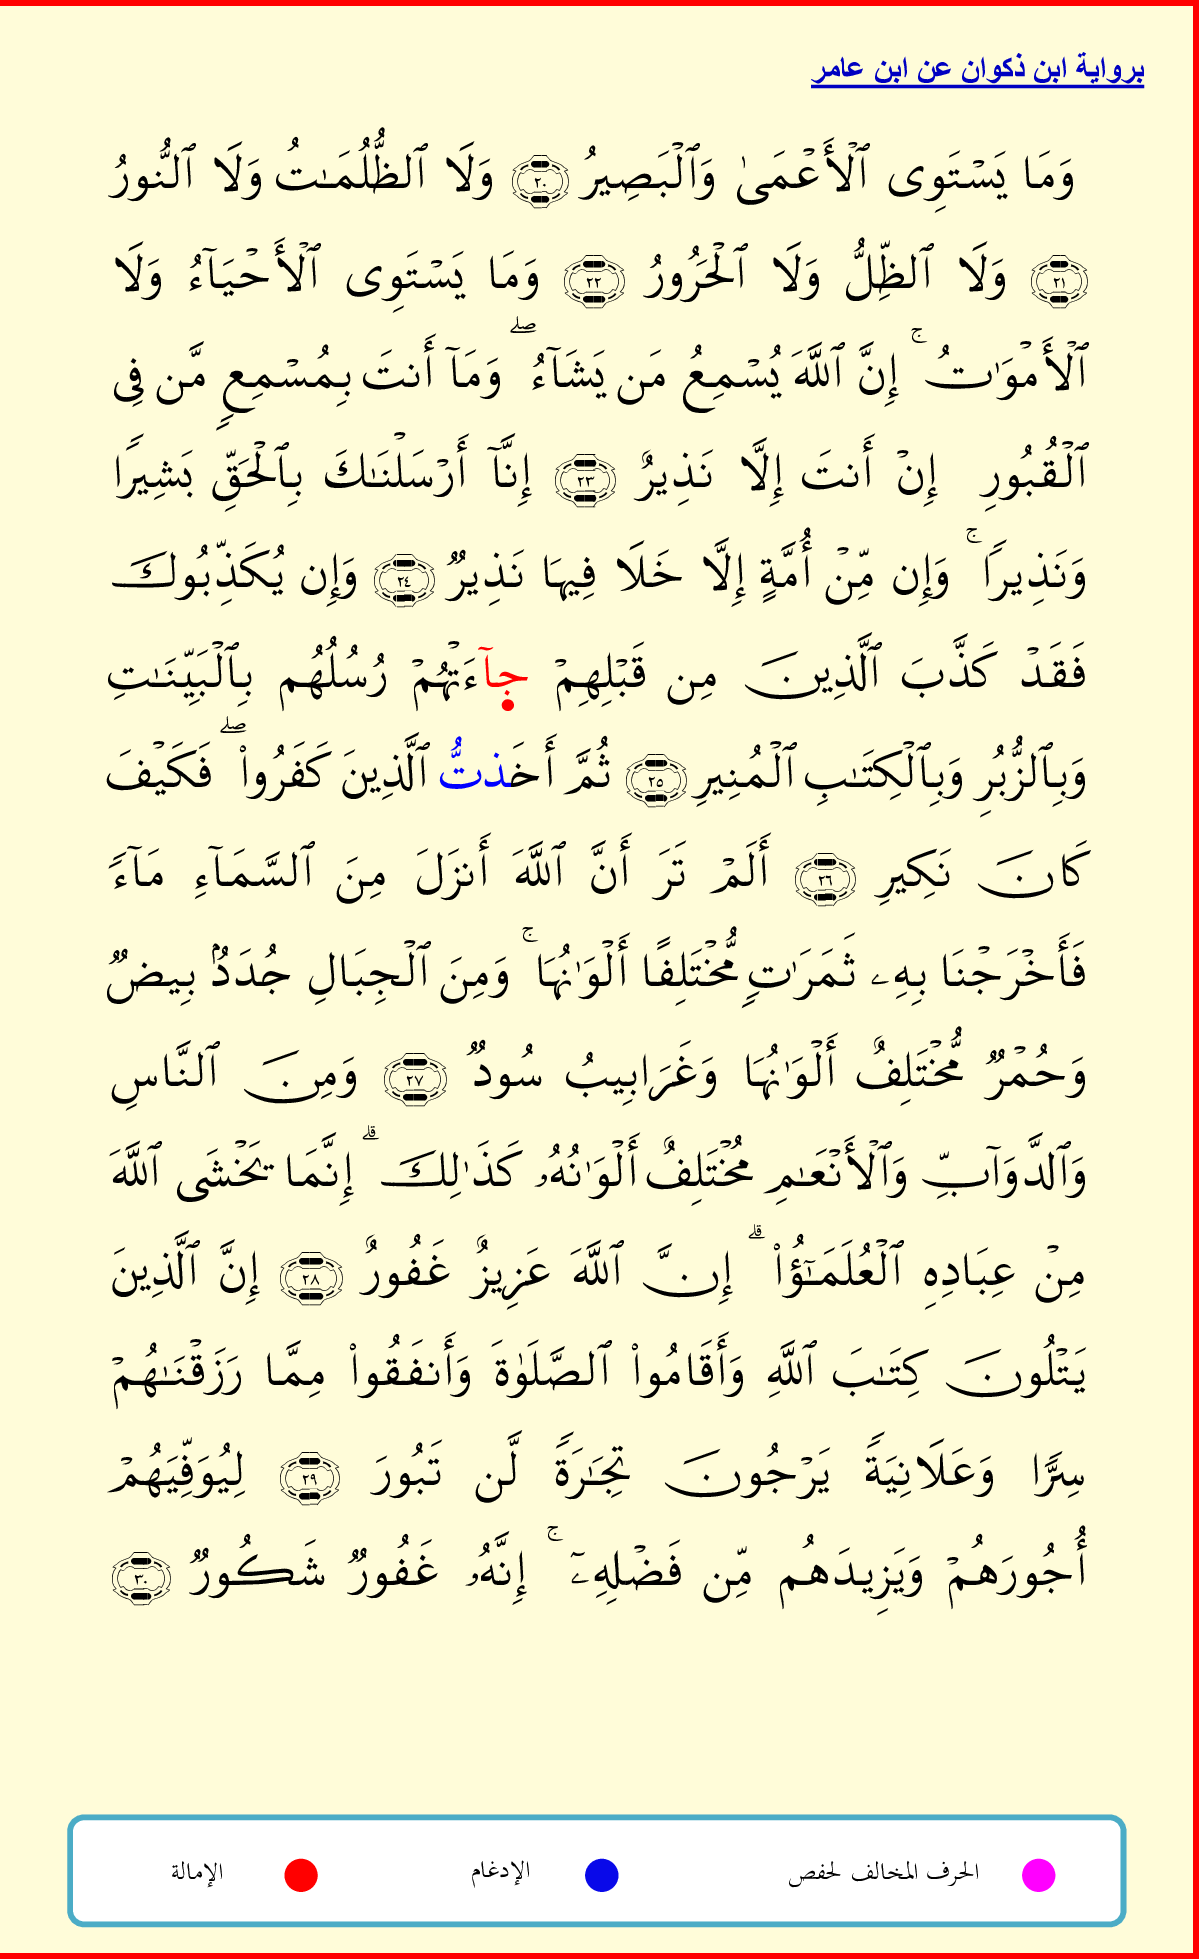 برواية ابن ذكوان عن ابن عامر
وَمَا يَسْتَوِى ٱلْأَعْمَىٰ وَٱلْبَصِيرُ ٢٠ وَلَا ٱلظُّلُمَـٰتُ وَلَا ٱلنُّورُ
٢١ وَلَا ٱلظِّلُّ وَلَا ٱلْحَرُورُ ٢٢ وَمَا يَسْتَوِى ٱلْأَحْيَآءُ وَلَا
ٱلْأَمْوَٰتُ ۚ إِنَّ ٱللَّهَ يُسْمِعُ مَن يَشَآءُ ۖ وَمَآ أَنتَ بِمُسْمِعٍ مَّن فِى
ٱلْقُبُورِ إِنْ أَنتَ إِلَّا نَذِيرٌ ٢٣ إِنَّآ أَرْسَلْنَـٰكَ بِٱلْحَقِّ بَشِيرًا
وَنَذِيرًا ۚ وَإِن مِّنْ أُمَّةٍ إِلَّا خَلَا فِيهَا نَذِيرٌ ٢٤ وَإِن يُكَذِّبُوكَ
فَقَدْ كَذَّبَ ٱلَّذِينَ مِن قَبْلِهِمْ جآءَتْهُمْ رُسُلُهُم بِٱلْبَيِّنَـٰتِ
وَبِٱلزُّبُرِ وَبِٱلْكِتَـٰبِ ٱلْمُنِيرِ ٢٥ ثُمَّ أَخَذتُّ ٱلَّذِينَ كَفَرُوا۟ ۖ فَكَيْفَ
كَانَ نَكِيرِ ٢٦ أَلَمْ تَرَ أَنَّ ٱللَّهَ أَنزَلَ مِنَ ٱلسَّمَآءِ مَآءً
فَأَخْرَجْنَا بِهِۦ ثَمَرَٰتٍ مُّخْتَلِفًا أَلْوَٰنُهَا ۚ وَمِنَ ٱلْجِبَالِ جُدَدٌۢ بِيضٌ
وَحُمْرٌ مُّخْتَلِفٌ أَلْوَٰنُهَا وَغَرَابِيبُ سُودٌ ٢٧ وَمِنَ ٱلنَّاسِ
وَٱلدَّوَآبِّ وَٱلْأَنْعَـٰمِ مُخْتَلِفٌ أَلْوَٰنُهُۥ كَذَٰلِكَ ۗ إِنَّمَا يَخْشَى ٱللَّهَ
مِنْ عِبَادِهِ ٱلْعُلَمَـٰٓؤُا۟ ۗ إِنَّ ٱللَّهَ عَزِيزٌ غَفُورٌ ٢٨ إِنَّ ٱلَّذِينَ
يَتْلُونَ كِتَـٰبَ ٱللَّهِ وَأَقَامُوا۟ ٱلصَّلَوٰةَ وَأَنفَقُوا۟ مِمَّا رَزَقْنَـٰهُمْ
سِرًّا وَعَلَانِيَةً يَرْجُونَ تِجَـٰرَةً لَّن تَبُورَ ٢٩ لِيُوَفِّيَهُمْ
أُجُورَهُمْ وَيَزِيدَهُم مِّن فَضْلِهِۦٓ ۚ إِنَّهُۥ غَفُورٌ شَكُورٌ ٣٠
الحرف المخالف لحفص الإدغام الإمالة